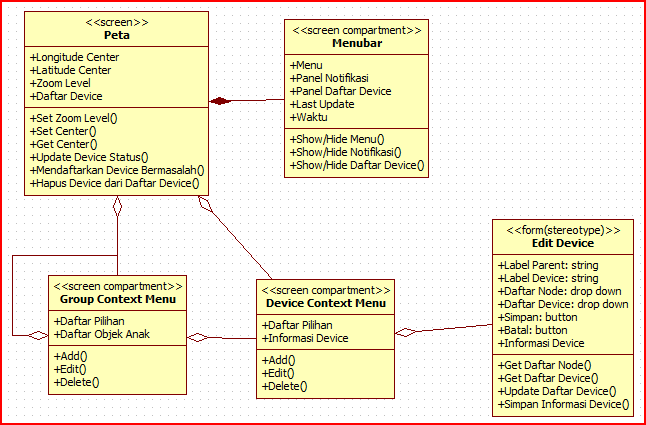 <<screen>>
Peta
+Longitude Center
+Latitude Center
+Zoom Level
+Daftar Device
+Set Zoom Level()
+Set Center()
+Get Center()
+Update Device Status()
+Mendaftarkan Device Bermasalah()
+Hapus Device dari Daftar Device()
<<screen compartment>>
Menubar
+Menu
+Panel Notifikasi
+Panel Daftar Device
+Last Update
+Waktu
+Show/Hide Menu()
+Show/Hide Notifikasi()
+Show/Hide Daftar Device()
<<screen compartment>>
Group Context Menu
+Daftar Pilihan
+Daftar Objek Anak
+Add()
+Edit()
+Delete()
<<screen compartment>>
Device Context Menu
+Daftar Pilihan
+Informasi Device
+Add()
+Edit()
+Delete()
<<form(stereotype)>>
Edit Device
+Label Parent: string
+Label Device: string
+Daftar Node: drop down
+Daftar Device: drop down
+Simpan: button
+Batal: button
+Informasi Device
+Get Daftar Node()
+Get Daftar Device()
+Update Daftar Device()
+Simpan Informasi Device()